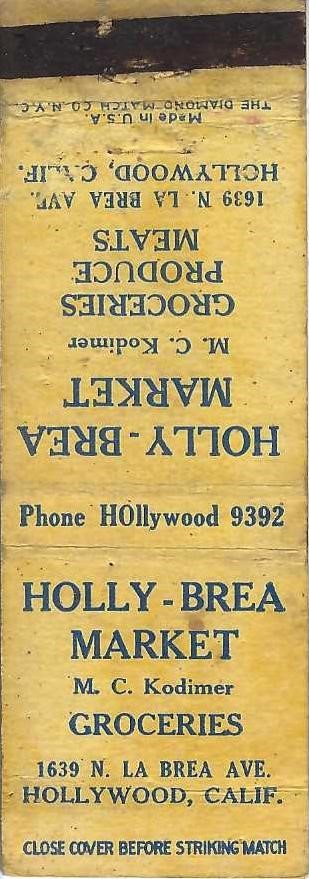 HOLLY-BREA
MARKET
M. C. Kodimer
GROCERIES
PRODUCE
MEATS
1639 N. LA BREA AVE.
HOLLYWOOD, CALIF.
Made in U.S.A.
THE DIAMOND MATCH CO. N.Y.C.
Phone HOllywood 9392
HOLLY-BREA
MARKET
M. C. Kodimer
GROCERIES
1639 N. LA BREA AVE.
HOLLYWOOD, CALIF.
CLOSE COVER BEFORE STRIKING MATCH